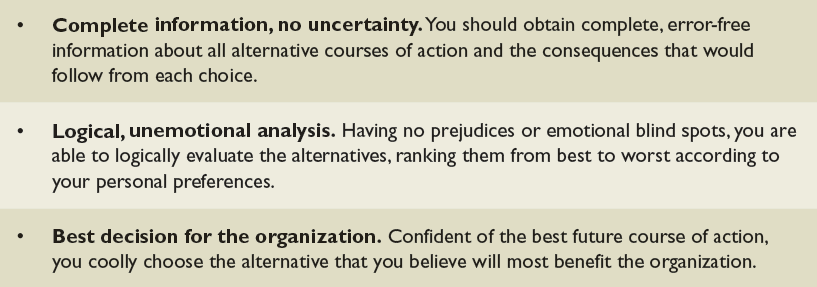 • Complete information, no uncertainty. You should obtain complete, error-free
information about all alternative courses of action and the consequences that would
follow from each choice.
• Logical, unemotional analysis. Having no prejudices or emotional blind spots, you are
able to logically evaluate the alternatives, ranking them from best to worst according to
your personal preferences.
• Best decision for the organization. Confident of the best future course of action,
you coolly choose the alternative that you believe will most benefit the organization.